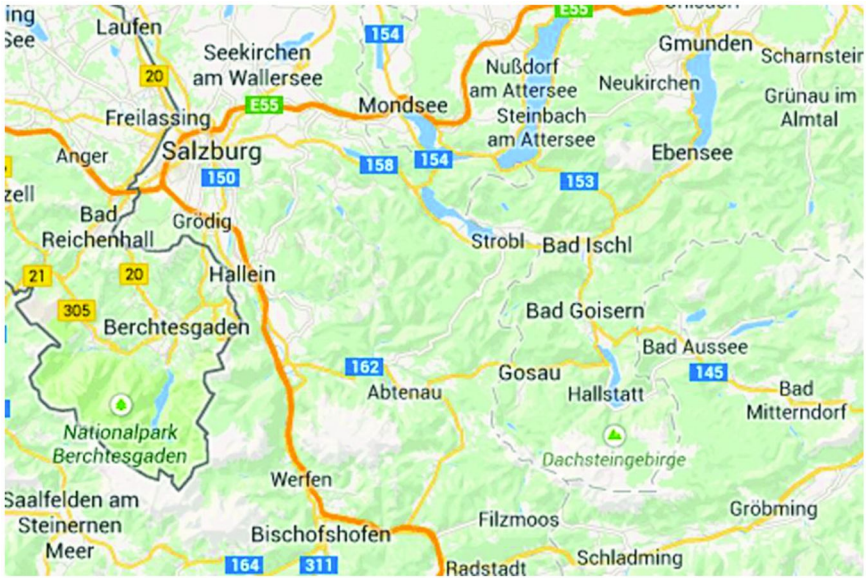 ing
See
Laufen
154
E55
Gmunden
Scharnstein
Seekirchen
am Wallersee
20
Nußdorf
am Attersee
Neukirchen
Grünau im
Almtal
Freilassing
E55
Mondsee
Steinbach
am Attersee
Anger
Salzburg
158
154
Ebensee
150
153
zell
Bad
Reichenhall
Grödig
Strobl
Bad Ischl
21
20
Hallein
305
Berchtesgaden
Bad Goisern
Bad Aussee
162
Gosau
145
Abtenau
Hallstatt
Bad
Mitterndorf
Nationalpark
Berchtesgaden
Dachsteingebirge
Werfen
Saalfelden am
Steinernen
Meer
Bischofshofen
Filzmoos
Gröbming
164
311
Radstadt
Schladming